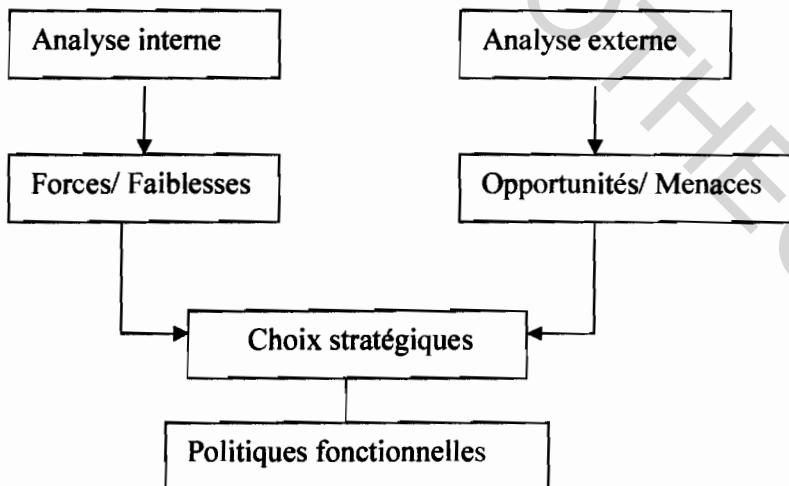 Analyse interne
Analyse externe
Forces/ Faiblesses
Opportunités/ Menaces
Choix stratégiques
Politiques fonctionnelles